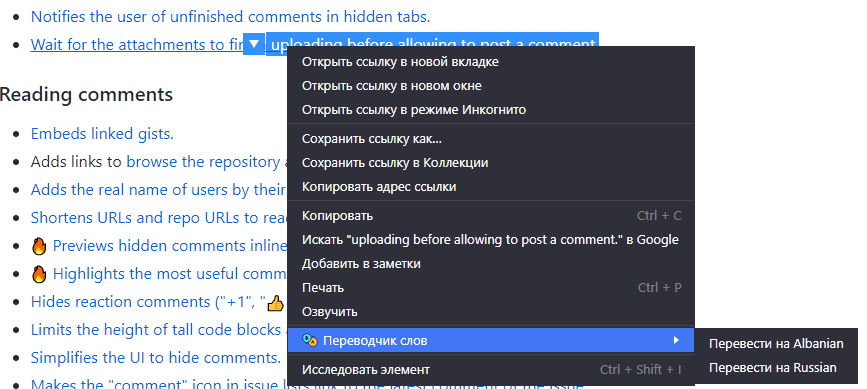 Notifies the user of unfinished comments in hidden tabs.
Wait for the attachments to fin uploading before allowing to post a comment.
Reading comments
Embeds linked gists.
Adds links to browse the repository
Adds the real name of users by their
Shortens URLs and repo URLs to
🔥 Previews hidden comments inline
🔥 Highlights the most useful comm
Hides reaction comments ("+1", "👍
Limits the height of tall code blocks
Simplifies the UI to hide comments.
Makes the "comment" icon in issue lists link to the latest comment of the issue
Открыть ссылку в новой вкладке
Открыть ссылку в новом окне
Открыть ссылку в режиме Инкогнито
Сохранить ссылку как...
Сохранить ссылку в Коллекции
Копировать адрес ссылки
Копировать Ctrl + C
Искать "uploading before allowing to post a comment." в Google
Добавить в заметки
Печать Ctrl + P
Озвучить
Переводчик слов
Исследовать элемент Ctrl + Shift + I
Перевести на Albanian
Перевести на Russian